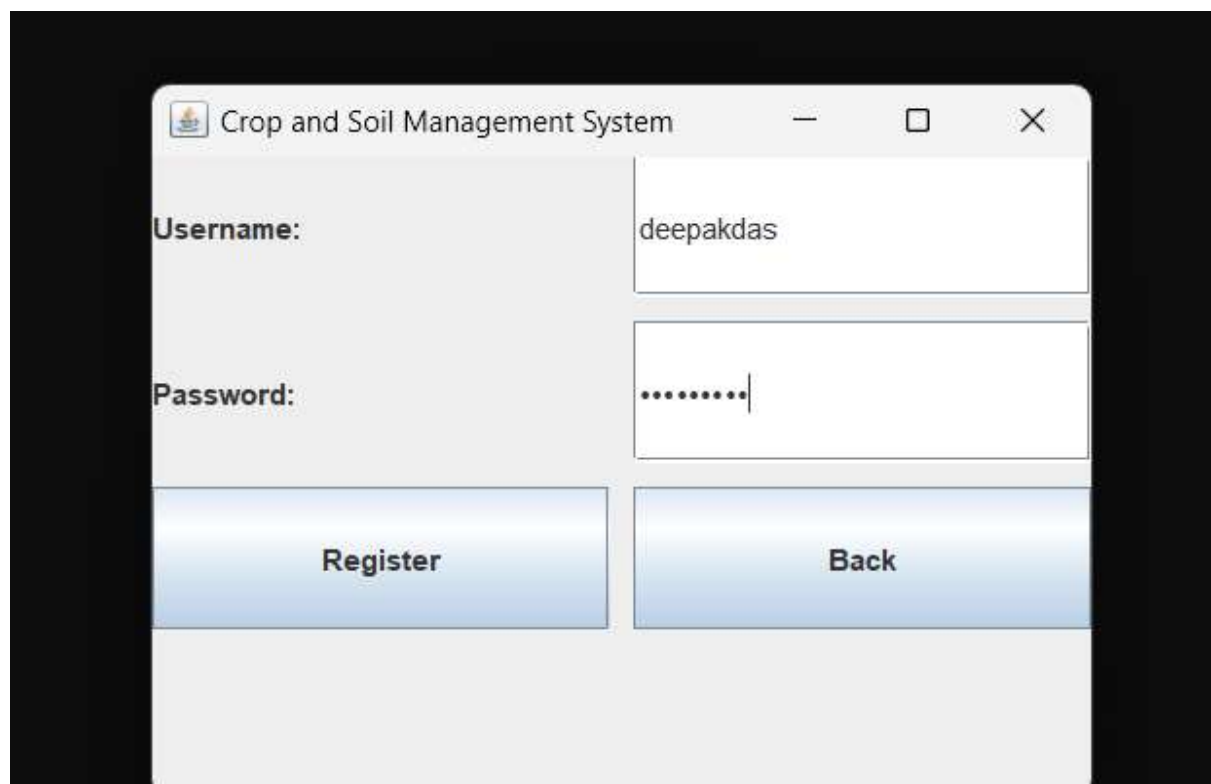 Crop and Soil Management System
Username: deepakdas
Password: •••••••••
Register Back